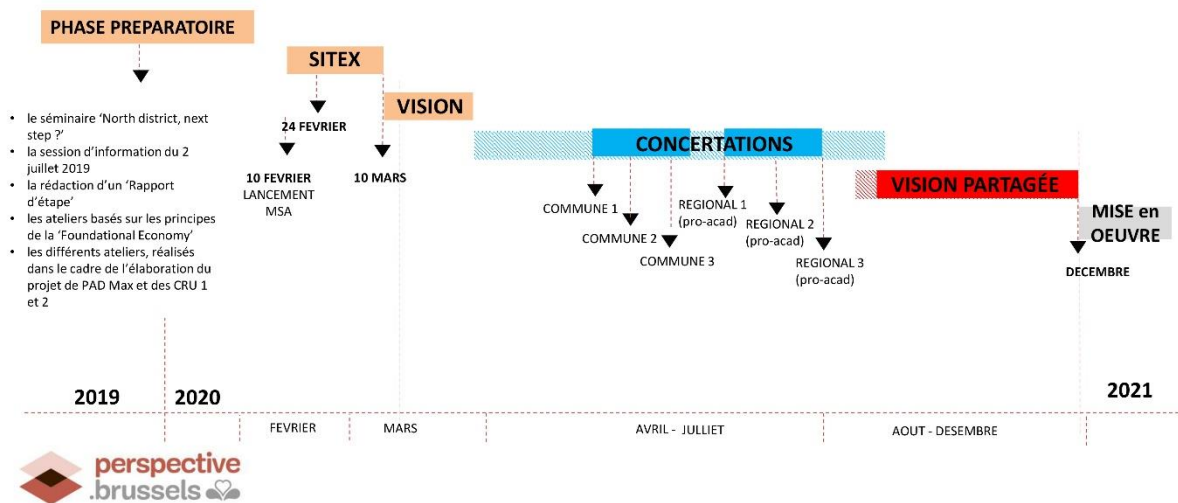 PHASE PREPARATOIRE
SITEX
VISION
• le séminaire 'North district, next
step ?'
• la session d'information du 2
juillet 2019
• la rédaction d'un 'Rapport
d'étape'
• les ateliers basés sur les principes
de la 'Foundational Economy'
• les différents ateliers, réalisés
dans le cadre de l'élaboration du
projet de PAD Max et des CRU 1
et 2
24 FEVRIER
10 FEVRIER
LANCEMENT
MSA
10 MARS
CONCERTATIONS
COMMUNE 1
COMMUNE 2
COMMUNE 3
REGIONAL 1
(pro-acad)
REGIONAL 2
(pro-acad)
REGIONAL 3
(pro-acad)
VISION PARTAGÉE
MISE en
OEUVRE
DECEMBRE
2019
2020
2021
FEVRIER
MARS
AVRIL - JULLIET
AOUT - DESEMBRE
perspective
.brussels